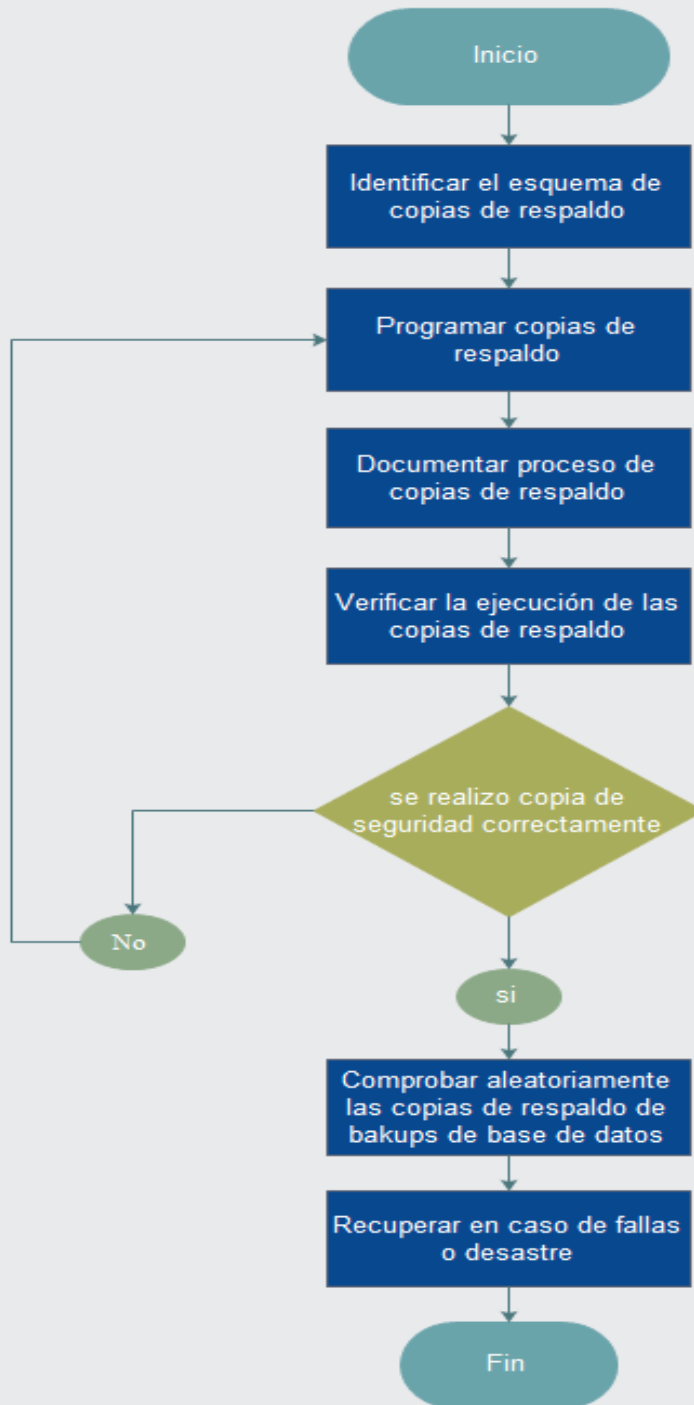 Inicio
Identificar el esquema de
copias de respaldo
Programar copias de
respaldo
Documentar proceso de
copias de respaldo
Verificar la ejecución de las
copias de respaldo
se realizo copia de
seguridad correctamente
No
si
Comprobar aleatoriamente
las copias de respaldo de
bakups de base de datos
Recuperar en caso de fallas
o desastre
Fin